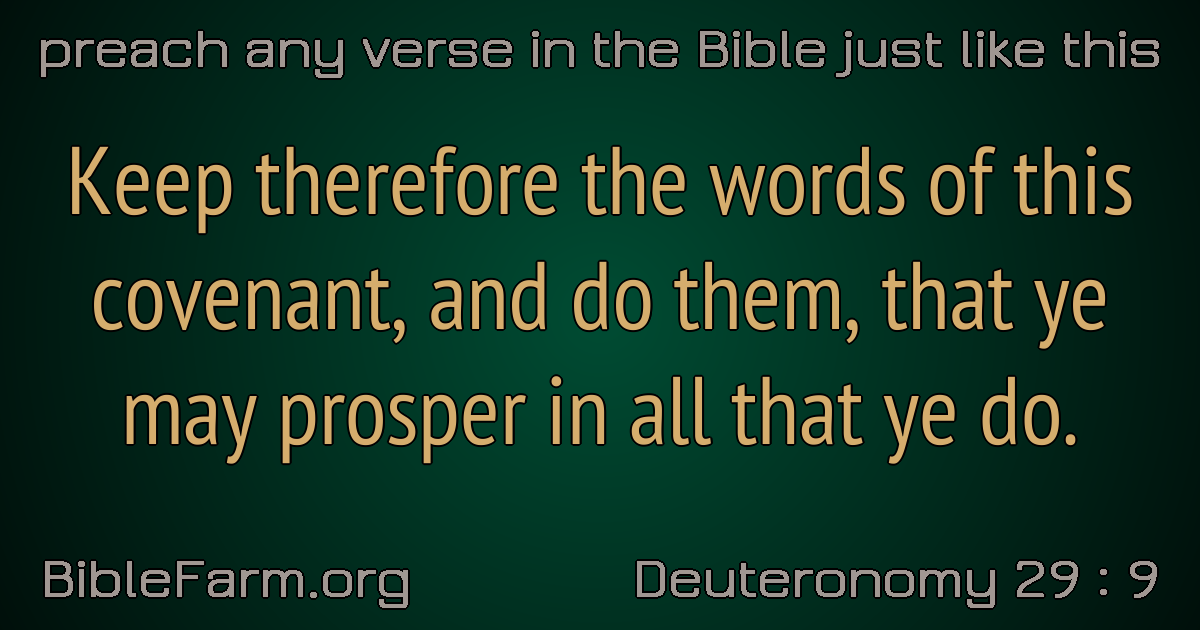 preach any verse in the Bible just like this
Keep therefore the words of this
covenant, and do them, that ye
may prosper in all that ye do.
BibleFarm.org
Deuteronomy 29 : 9